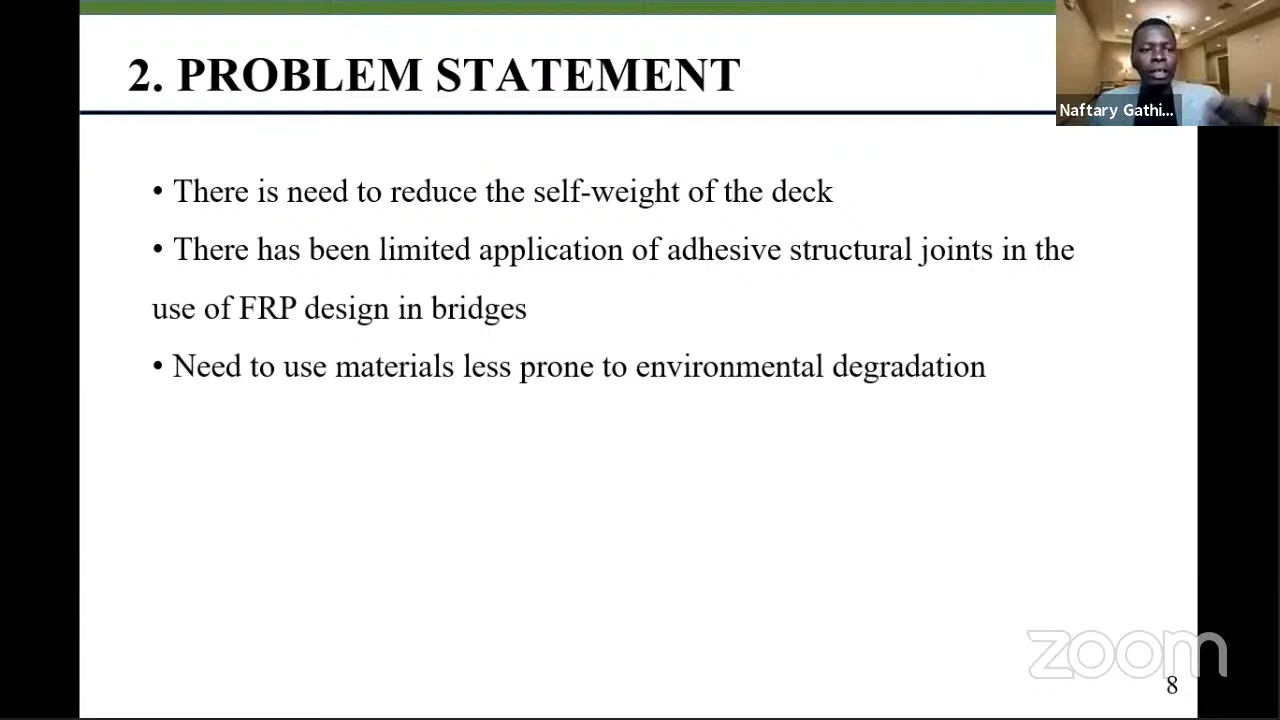 2. PROBLEM STATEMENT
Naftary Gathi...
• There is need to reduce the self-weight of the deck
• There has been limited application of adhesive structural joints in the
use of FRP design in bridges
• Need to use materials less prone to environmental degradation
zoom
8